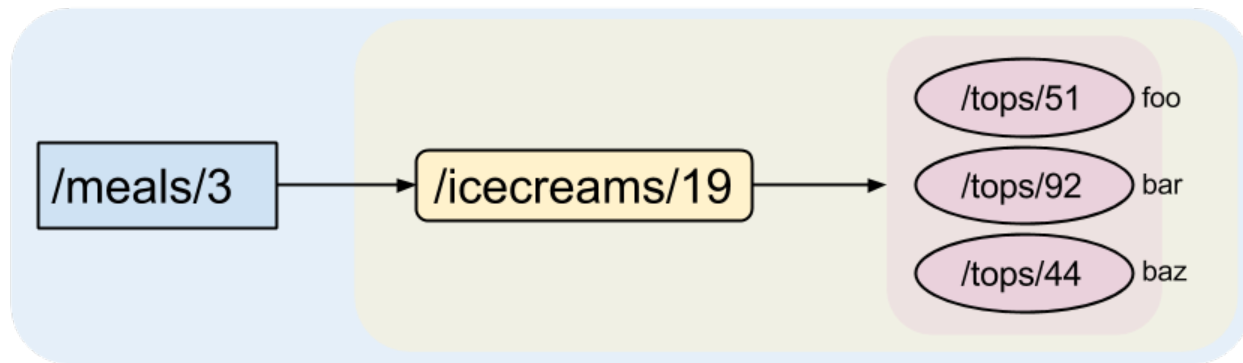 /meals/3
/icecreams/19
/tops/51 foo
/tops/92 bar
/tops/44 baz